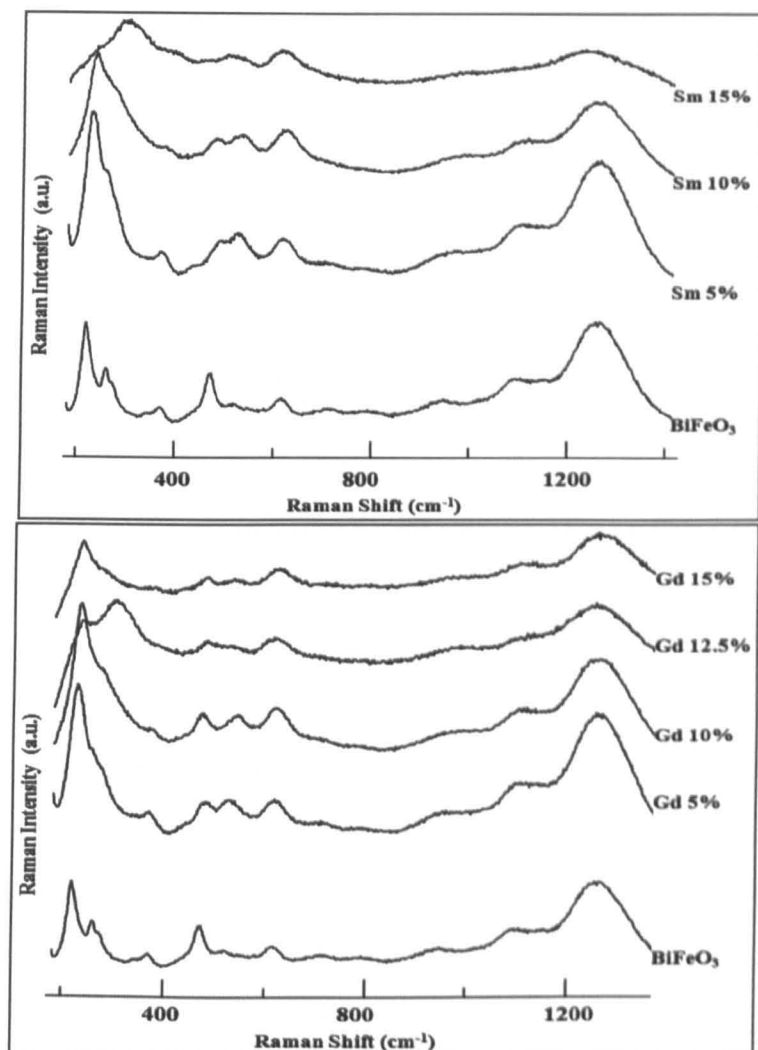 Raman Intensity (a.u.)
Sm 15%
Sm 10%
Sm 5%
BiFeO₃
400
800
1200
Raman Shift (cm⁻¹)
Raman Intensity (a.u.)
Gd 15%
Gd 12.5%
Gd 10%
Gd 5%
BiFeO₃
400
800
1200
Raman Shift (cm⁻¹)